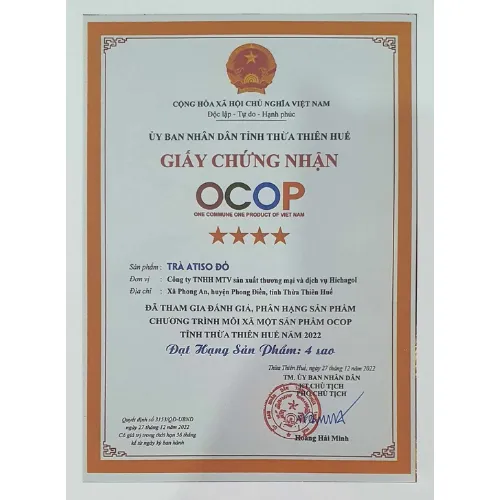 CỘNG HÒA XÃ HỘI CHỦ NGHĨA VIỆT NAM
Độc lập - Tự do - Hạnh phúc
ỦY BAN NHÂN DÂN TỈNH THỪA THIÊN HUẾ
GIẤY CHỨNG NHẬN
OCOP
ONE COMMUNE ONE PRODUCT OF VIET NAM
Sản phẩm : TRÀ ATISO ĐỎ
Đơn vị : Công ty TNHH MTV sản xuất thương mại và dịch vụ Hichagol
Địa chỉ : Xã Phong An, huyện Phong Điền, tỉnh Thừa Thiên Huế
ĐÃ THAM GIA ĐÁNH GIÁ, PHÂN HẠNG SẢN PHẨM
CHƯƠNG TRÌNH MỖI XÃ MỘT SẢN PHẨM OCOP
TỈNH THỪA THIÊN HUẾ NĂM 2022
Đạt Hạng Sản Phẩm: 4 sao
Thừa Thiên Huế, ngày 27 tháng 12 năm 2022
TM. ỦY BAN NHÂN DÂN
KT.CHỦ TỊCH
PHÓ CHỦ TỊCH
Quyết định số /QĐ-UBND
ngày 27 tháng 12 năm 2022
Có giá trị trong thời hạn 36 tháng
kể từ ngày ký ban hành
Hoàng Hải Minh